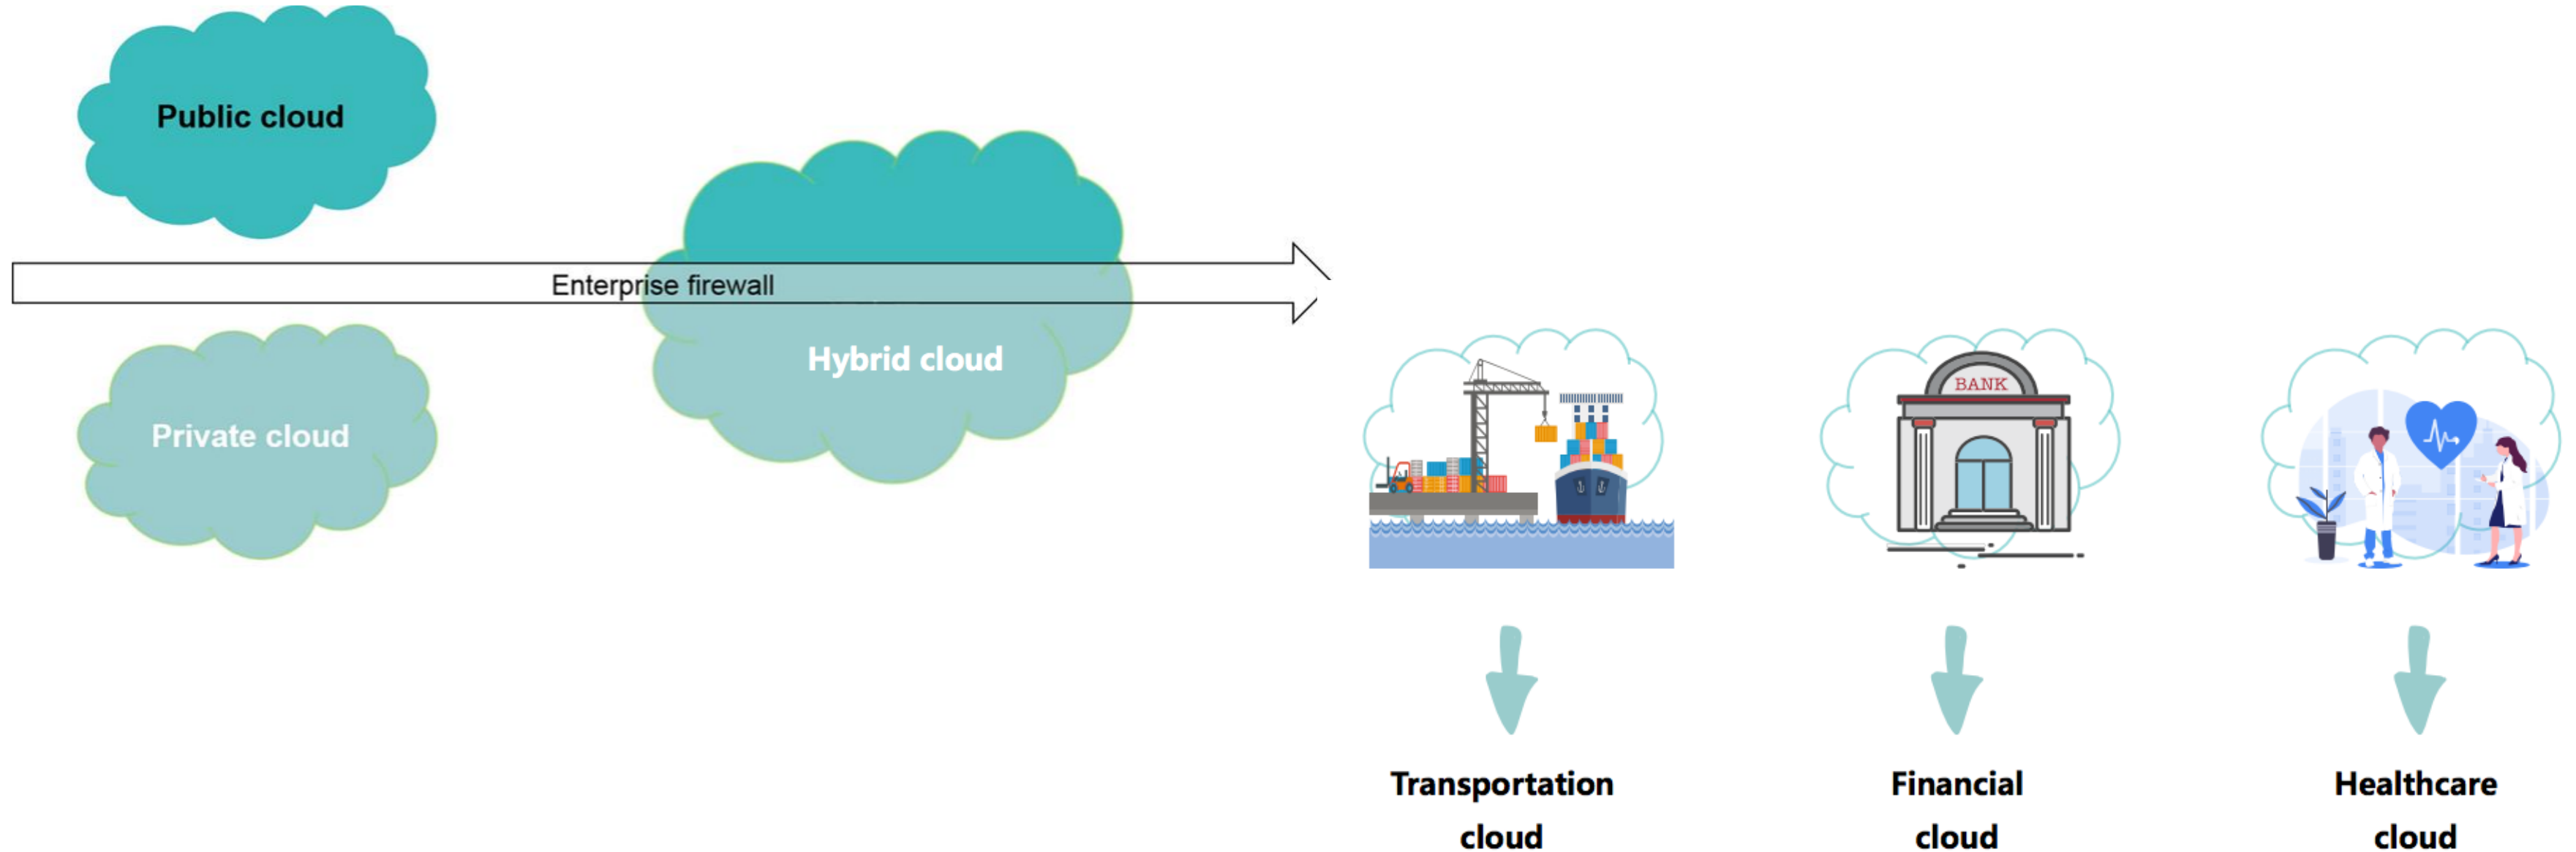 Public cloud
Enterprise firewall
Hybrid cloud
Private cloud
BANK
Transportation
cloud
Financial
cloud
Healthcare
cloud